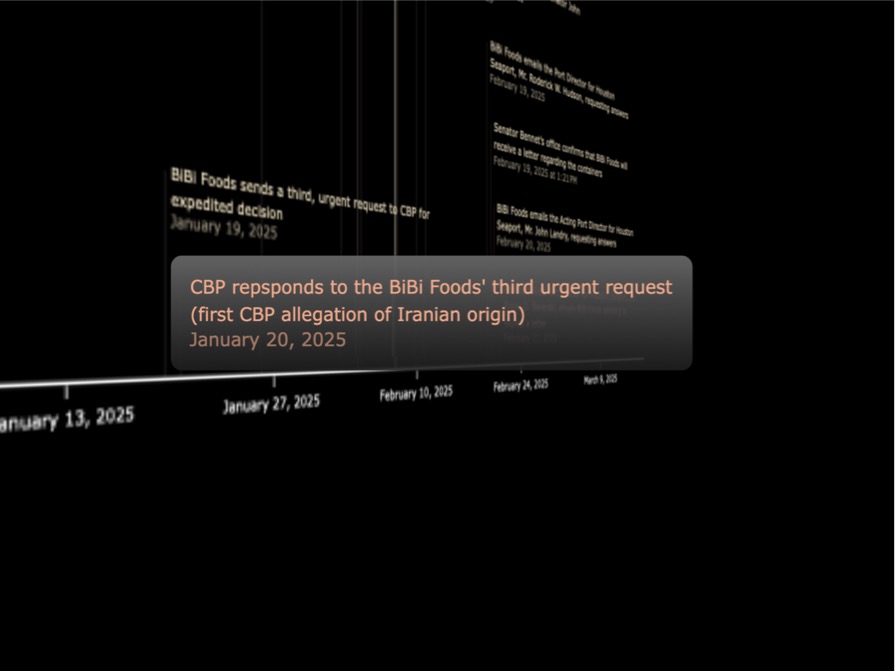 ator John
BiBi Foods emails the Port Director for Houston
Seaport, Mr. Roderick W. Hudson, requesting answers
February 19, 2025
Senator Bennet's office confirms that BiBi Foods will
receive a letter regarding the containers
February 19, 2025 at 1:21PM
BiBi Foods sends a third, urgent request to CBP for
expedited decision
January 19, 2025
BiBi Foods emails the Acting Port Director for Houston
Seaport, Mr. John Landry, requesting answers
February 20, 2025
CBP repsponds to the BiBi Foods' third urgent request
(first CBP allegation of Iranian origin)
January 20, 2025
anuary 13, 2025
January 27, 2025
February 10, 2025
February 24, 2025
March 9, 2025